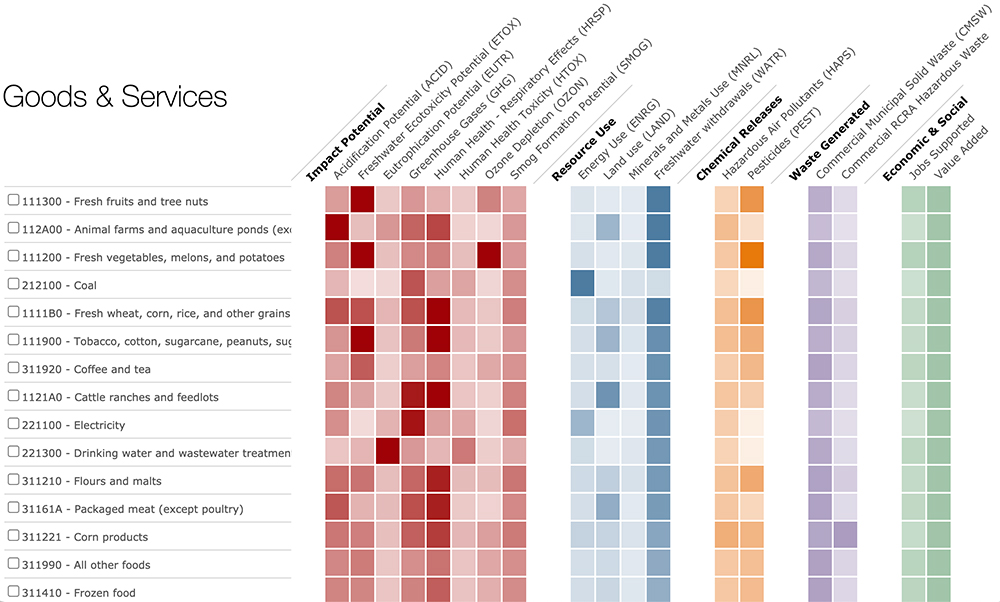 Goods & Services
Impact Potential
Acidification Potential (ACID)
Freshwater Ecotoxicity Potential (ETOX)
Eutrophication Potential (EUTR)
Greenhouse Gases (GHG)
Human Health - Respiratory Effects (HRSP)
Human Health Toxicity (HTOX)
Ozone Depletion (OZON)
Smog Formation Potential (SMOG)
Resource Use
Energy Use (ENRG)
Land use (LAND)
Minerals and Metals Use (MNRL)
Freshwater withdrawals (WATR)
Chemical Releases
Hazardous Air Pollutants (HAPS)
Pesticides (PEST)
Waste Generated
Commercial Municipal Solid Waste (CMSW)
Commercial RCRA Hazardous Waste
Economic & Social
Jobs Supported
Value Added
111300 - Fresh fruits and tree nuts
112A00 - Animal farms and aquaculture ponds (exc
111200 - Fresh vegetables, melons, and potatoes
212100 - Coal
1111B0 - Fresh wheat, corn, rice, and other grains
111900 - Tobacco, cotton, sugarcane, peanuts, sug
311920 - Coffee and tea
1121A0 - Cattle ranches and feedlots
221100 - Electricity
221300 - Drinking water and wastewater treatmen
311210 - Flours and malts
31161A - Packaged meat (except poultry)
311221 - Corn products
311990 - All other foods
311410 - Frozen food